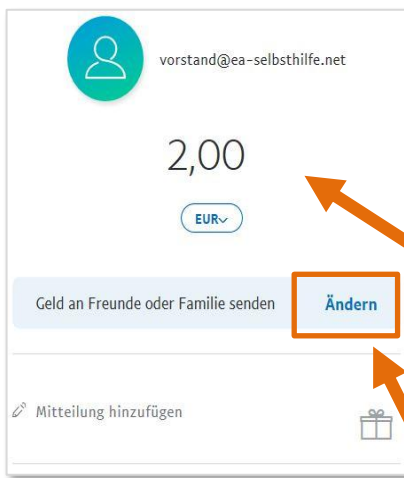 vorstand@ea-selbsthilfe.net
2,00
EUR
Geld an Freunde oder Familie senden Ändern
Mitteilung hinzufügen